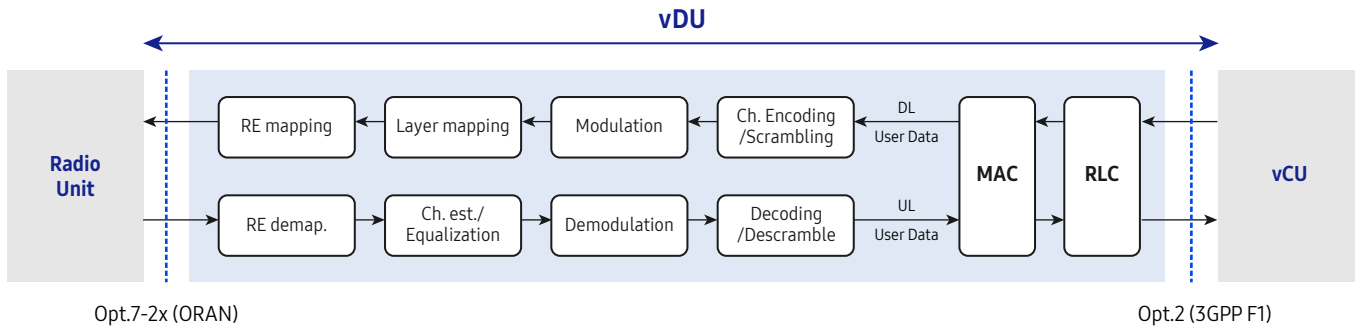 vDU
Radio
Unit
RE mapping
Layer mapping
Modulation
Ch. Encoding
/Scrambling
DL
User Data
MAC
RLC
vCU
RE demap.
Ch. est./
Equalization
Demodulation
Decoding
/Descramble
UL
User Data
Opt.7-2x (ORAN)
Opt.2 (3GPP F1)